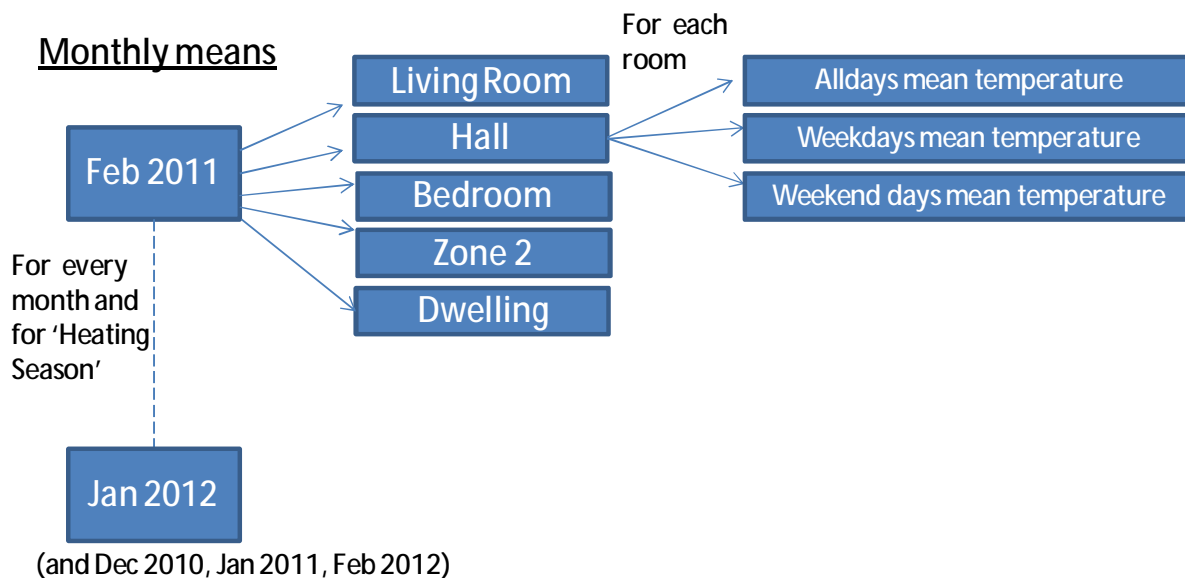 Monthly means
For each
room
Living Room
Hall
Bedroom
Zone 2
Dwelling
Alldays mean temperature
Weekdays mean temperature
Weekend days mean temperature
Feb 2011
For every
month and
for ‘Heating
Season’
Jan 2012
(and Dec 2010, Jan 2011, Feb 2012)